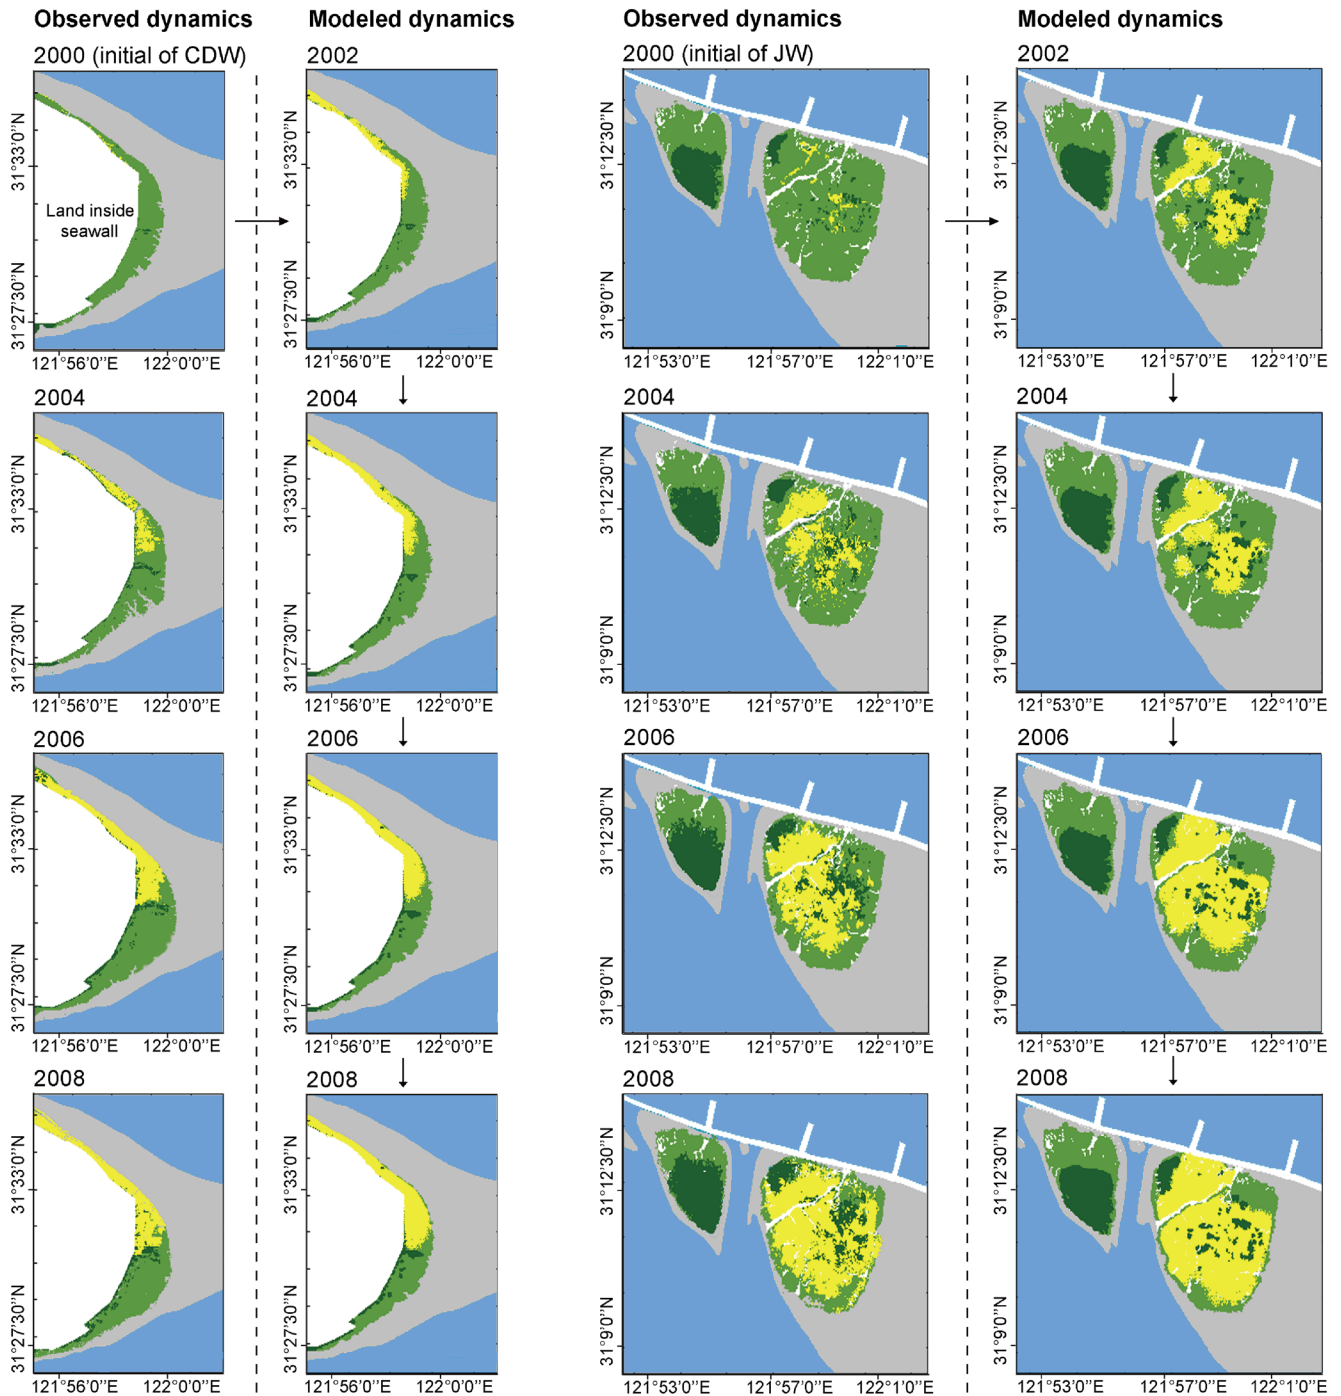 Observed dynamics
Modeled dynamics
Observed dynamics
Modeled dynamics
2000 (initial of CDW)
2002
2000 (initial of JW)
2002
31°33'0''N
31°27'30''N
Land inside
seawall
121°56'0''E
122°0'0''E
31°33'0''N
31°27'30''N
121°56'0''E
122°0'0''E
31°12'30''N
31°9'0''N
121°53'0''E
121°57'0''E
122°1'0''E
31°12'30''N
31°9'0''N
121°53'0''E
121°57'0''E
122°1'0''E
2004
2004
2004
2004
31°33'0''N
31°27'30''N
121°56'0''E
122°0'0''E
31°33'0''N
31°27'30''N
121°56'0''E
122°0'0''E
31°12'30''N
31°9'0''N
121°53'0''E
121°57'0''E
122°1'0''E
31°12'30''N
31°9'0''N
121°53'0''E
121°57'0''E
122°1'0''E
2006
2006
2006
2006
31°33'0''N
31°27'30''N
121°56'0''E
122°0'0''E
31°33'0''N
31°27'30''N
121°56'0''E
122°0'0''E
31°12'30''N
31°9'0''N
121°53'0''E
121°57'0''E
122°1'0''E
31°12'30''N
31°9'0''N
121°53'0''E
121°57'0''E
122°1'0''E
2008
2008
2008
2008
31°33'0''N
31°27'30''N
121°56'0''E
122°0'0''E
31°33'0''N
31°27'30''N
121°56'0''E
122°0'0''E
31°12'30''N
31°9'0''N
121°53'0''E
121°57'0''E
122°1'0''E
31°12'30''N
31°9'0''N
121°53'0''E
121°57'0''E
122°1'0''E